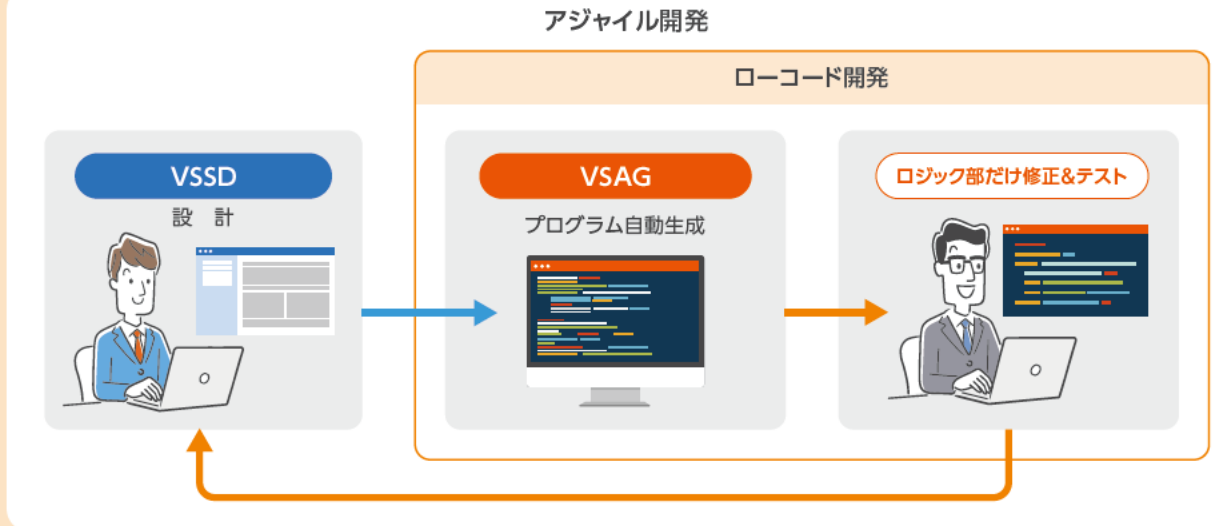 アジャイル開発
ローコード開発
VSSD
設 計
VSAG
プログラム自動生成
ロジック部だけ修正&テスト